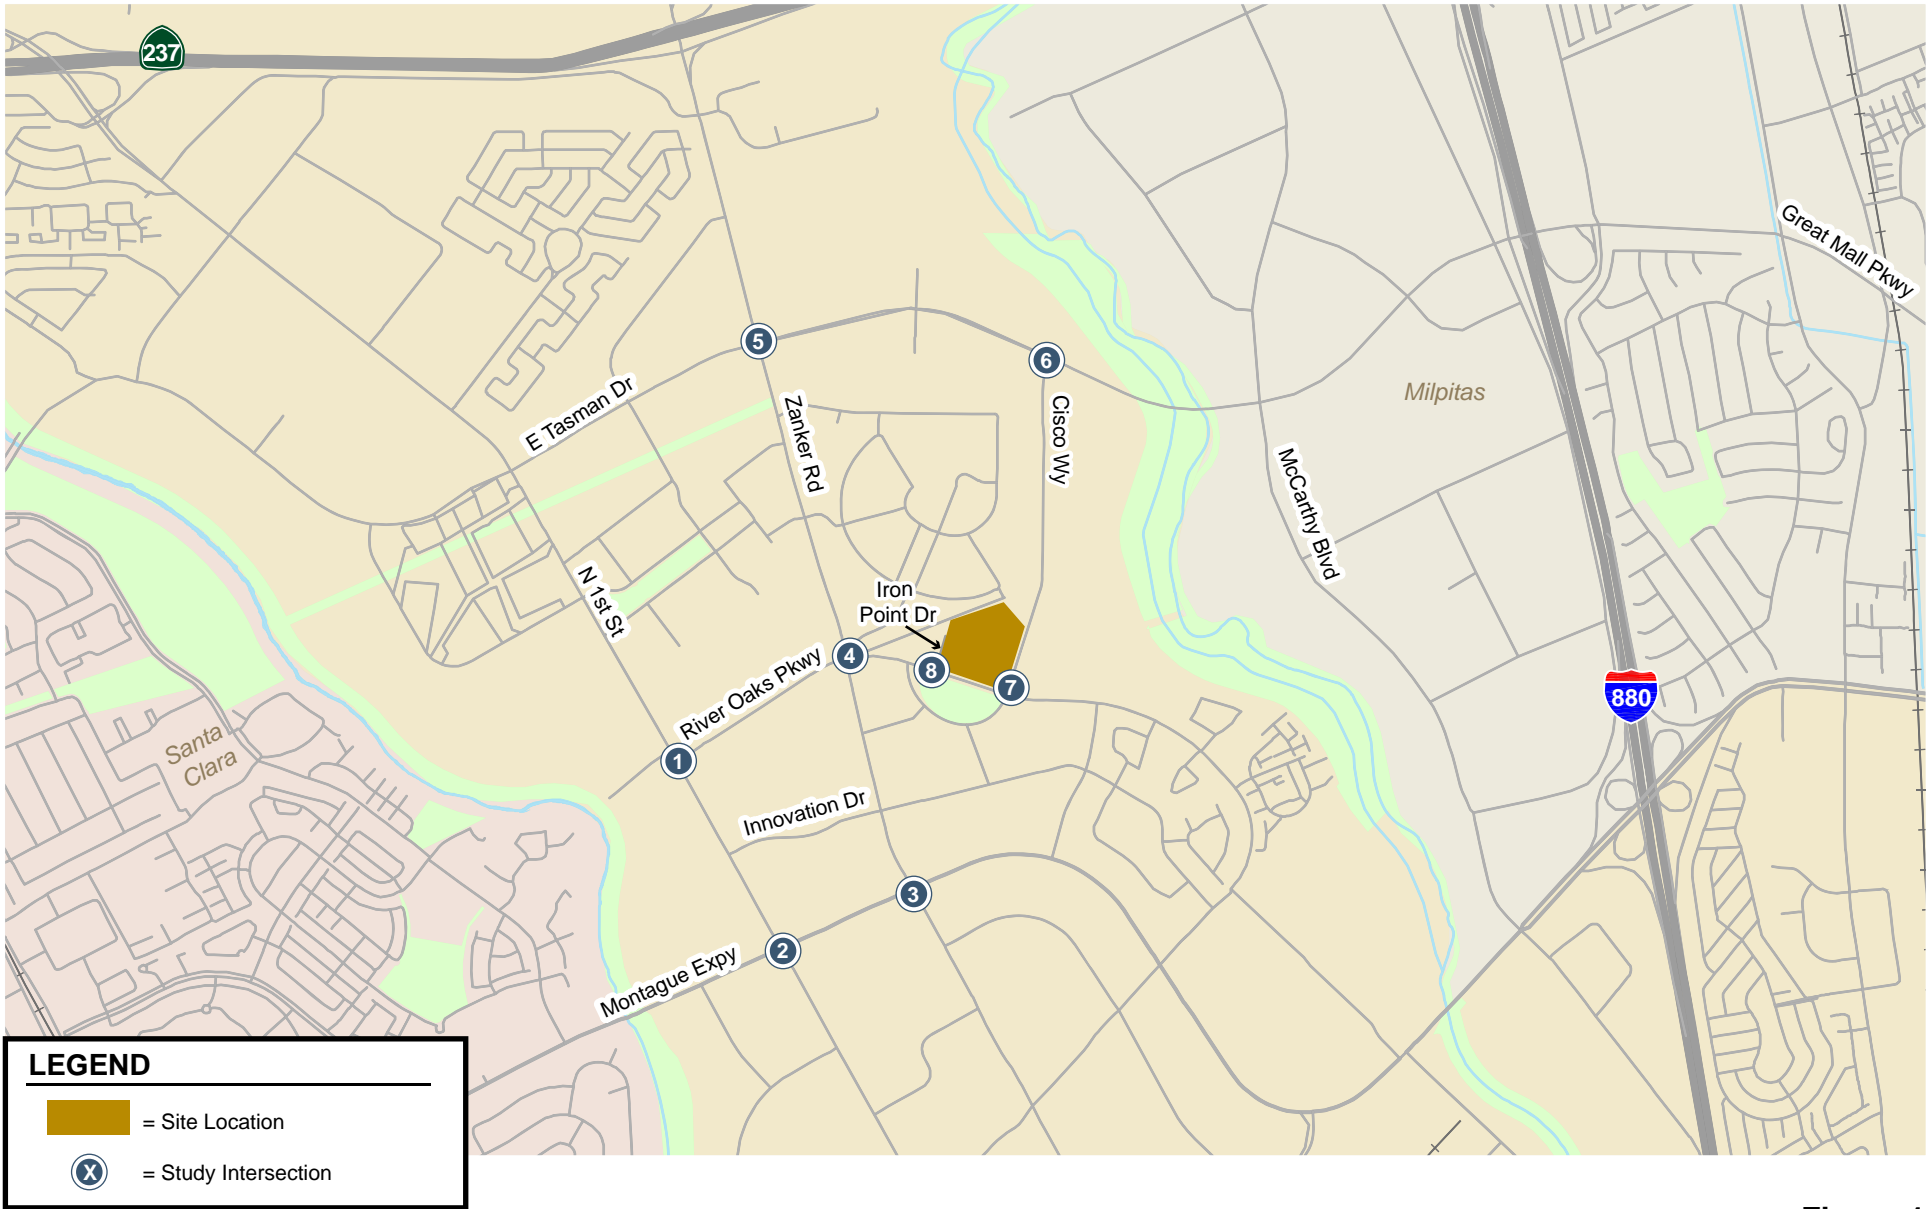 237
Great Mall Pkwy
5
6
Milpitas
E Tasman Dr
Zanker Rd
Cisco Wy
McCarthy Blvd
N 1st St
Iron
Point Dr
4
8
7
880
River Oaks Pkwy
Santa
Clara
1
Innovation Dr
3
2
Montague Expy
LEGEND
= Site Location
X = Study Intersection